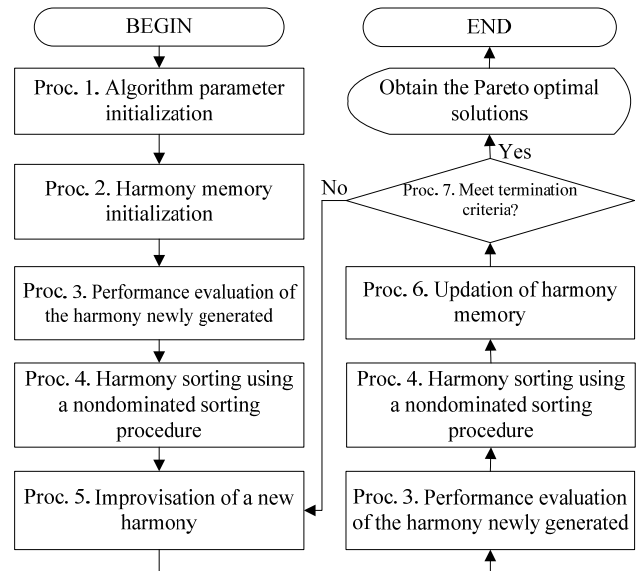 BEGIN
Proc. 1. Algorithm parameter
initialization
Proc. 2. Harmony memory
initialization
Proc. 3. Performance evaluation of
the harmony newly generated
Proc. 4. Harmony sorting using
a nondominated sorting
procedure
Proc. 5. Improvisation of a new
harmony
END
Obtain the Pareto optimal
solutions
Yes
No
Proc. 7. Meet termination
criteria?
Proc. 6. Updation of harmony
memory
Proc. 4. Harmony sorting using
a nondominated sorting
procedure
Proc. 3. Performance evaluation
of the harmony newly generated